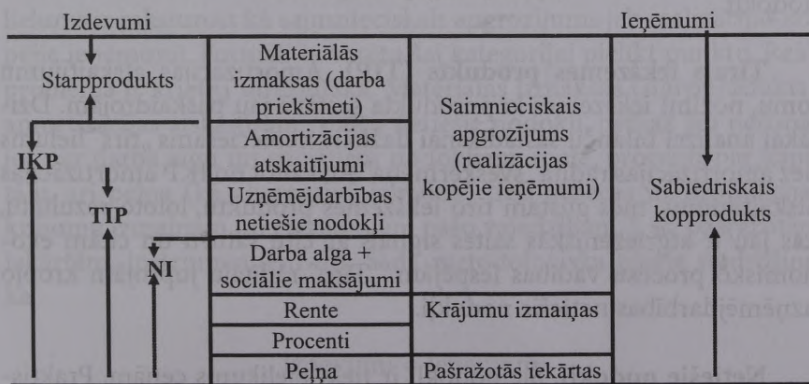 Izdevumi
Ieņēmumi
Starpprodukts
IKP
TIP
NI
Materiālās
izmaksas (darba
priekšmeti)
Amortizācijas
atskaitījumi
Uzņēmējdarbības
netiešie nodokļi
Darba alga +
sociālie maksājumi
Rente
Procenti
Peļņa
Saimnieciskais
apgrozījums
(realizācijas
kopējie ieņēmumi)
Krājumu izmaiņas
Pašražotās iekārtas
Sabiedriskais
kopprodukts